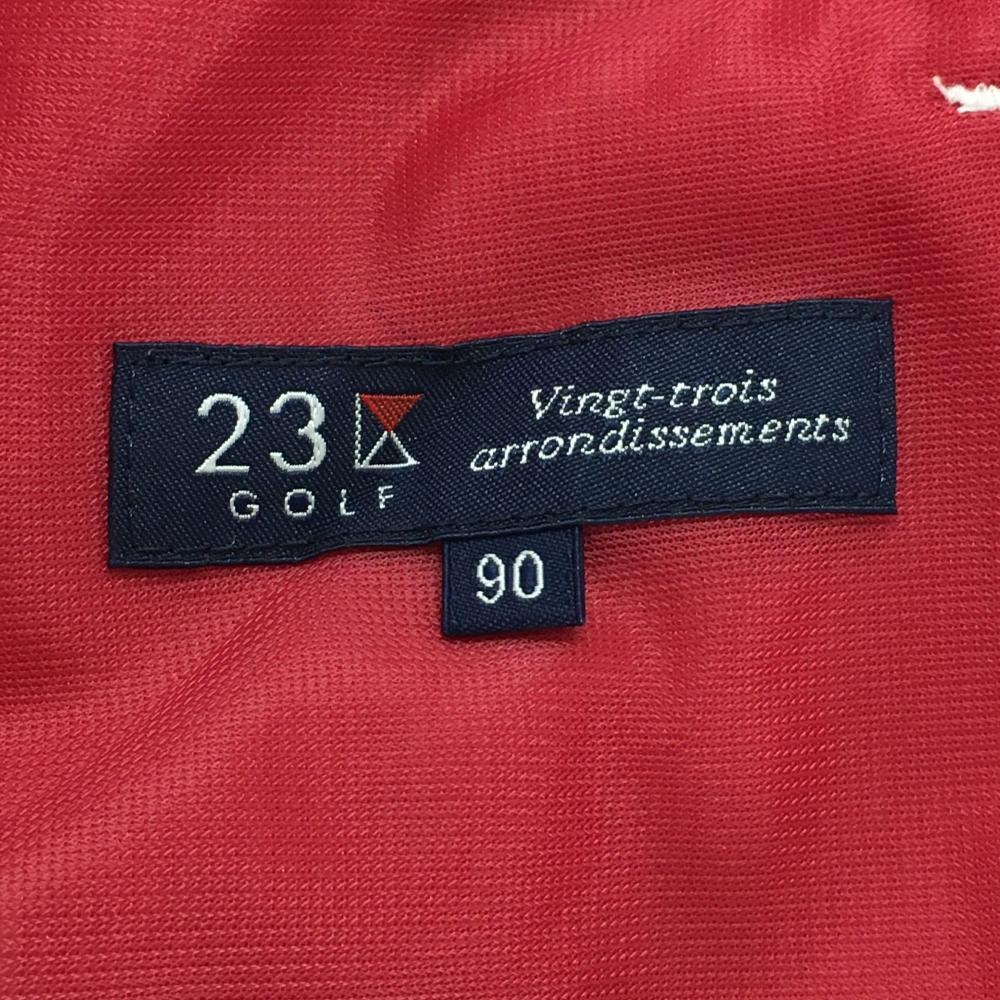 23
GOLF
Vingt-trois
arrondissements
90